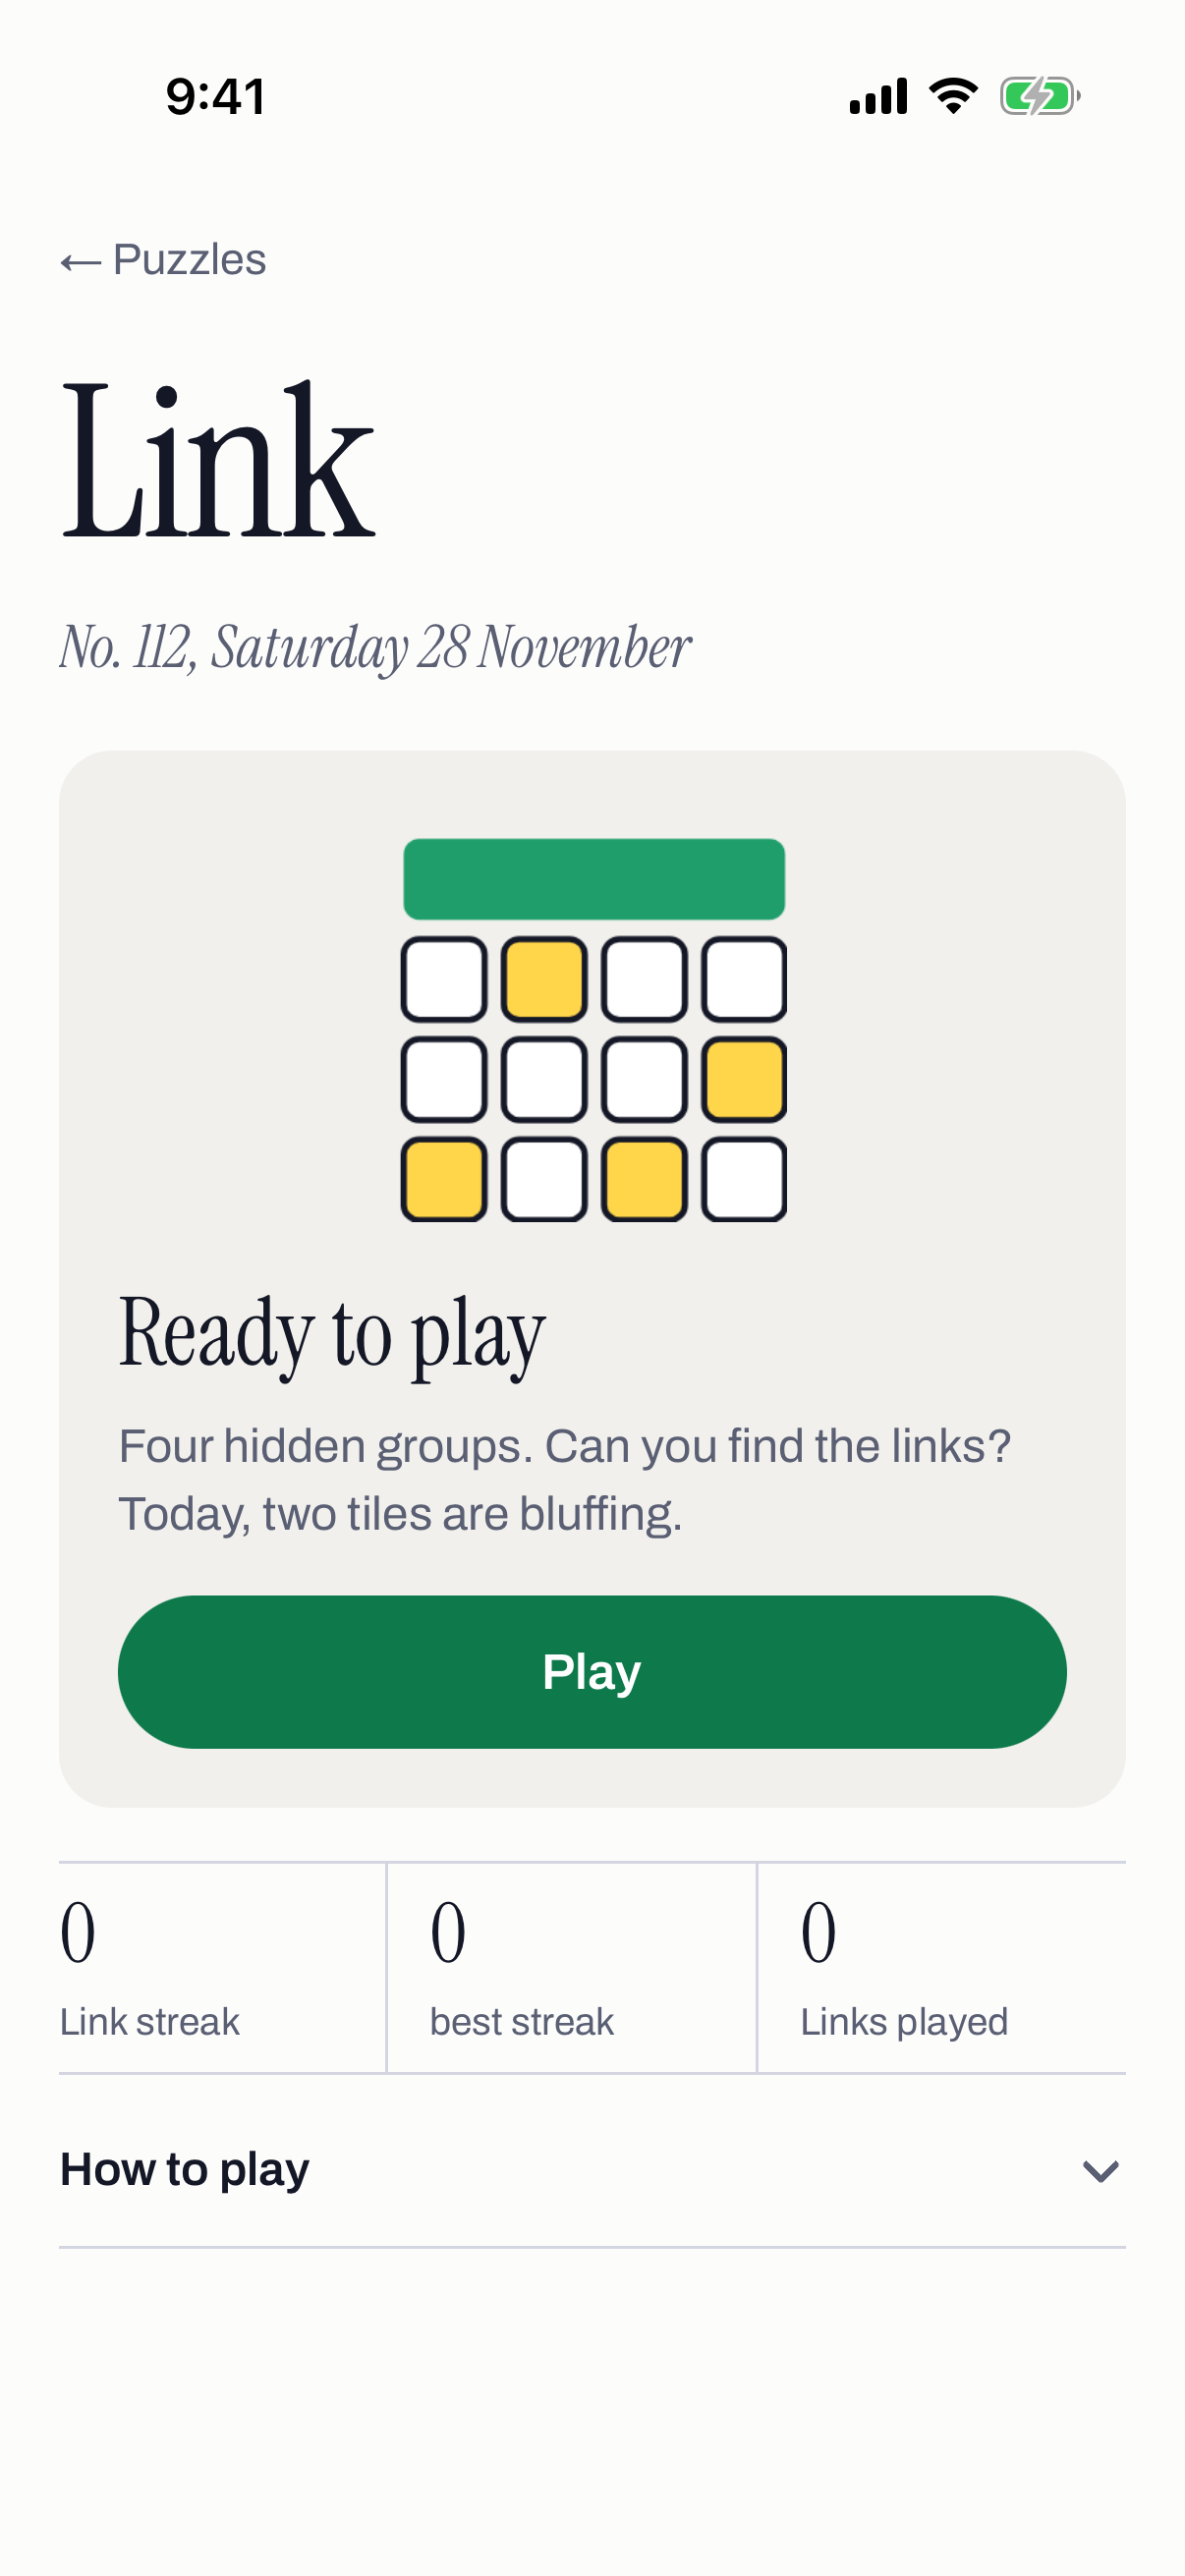 9:41
← Puzzles
Link
No. 112, Saturday 28 November
Ready to play
Four hidden groups. Can you find the links?
Today, two tiles are bluffing.
Play
0
Link streak
0
best streak
0
Links played
How to play